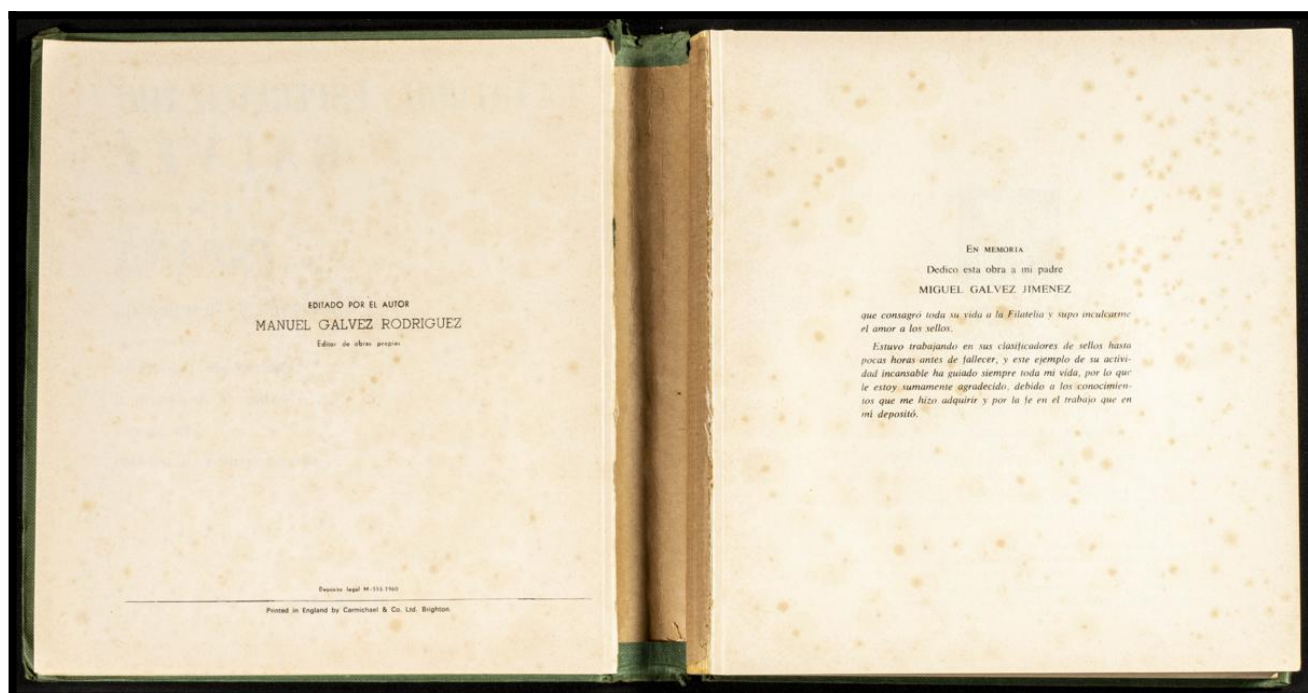 EDITADO POR EL AUTOR
MANUEL GALVEZ RODRIGUEZ
Editor de obras propias
Depósito legal M-555 1960
Printed in England by Carmichael & Co. Ltd. Brighton.
EN MEMORIA
Dedico esta obra a mi padre
MIGUEL GALVEZ JIMENEZ
que consagró toda su vida a la Filatelia y supo inculcarme
el amor a los sellos.
Estuvo trabajando en sus clasificadores de sellos hasta
pocas horas antes de fallecer, y este ejemplo de su activi-
dad incansable ha guiado siempre toda mi vida, por lo que
le estoy sumamente agradecido, debido a los conocimien-
tos que me hizo adquirir y por la fe en el trabajo que en
mí depositó.